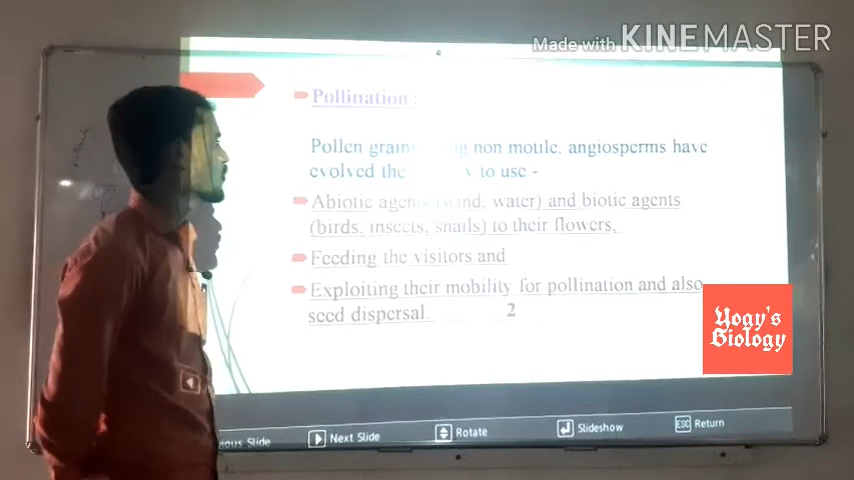 Made with KINEMASTER
Pollination :
Pollen grain non motile, angiosperms have
evolved the to use -
Abiotic agents (wind, water) and biotic agents
(birds, insects, snails) to their flowers,
Feeding the visitors and
Exploiting their mobility for pollination and also
seed dispersal. 2
Yogy's
Biology
Slide Next Slide Rotate Slideshow ESC Return